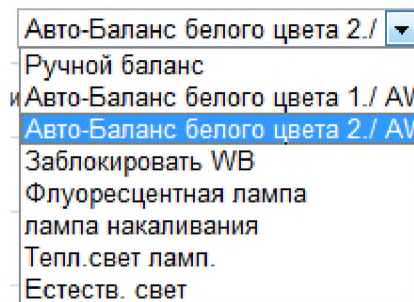 Авто-Баланс белого цвета 2./
Ручной баланс
и Авто-Баланс белого цвета 1./ AW
Авто-Баланс белого цвета 2./ AW
Заблокировать WB
Флуоресцентная лампа
лампа накаливания
Тепл.свет ламп.
Естеств. свет